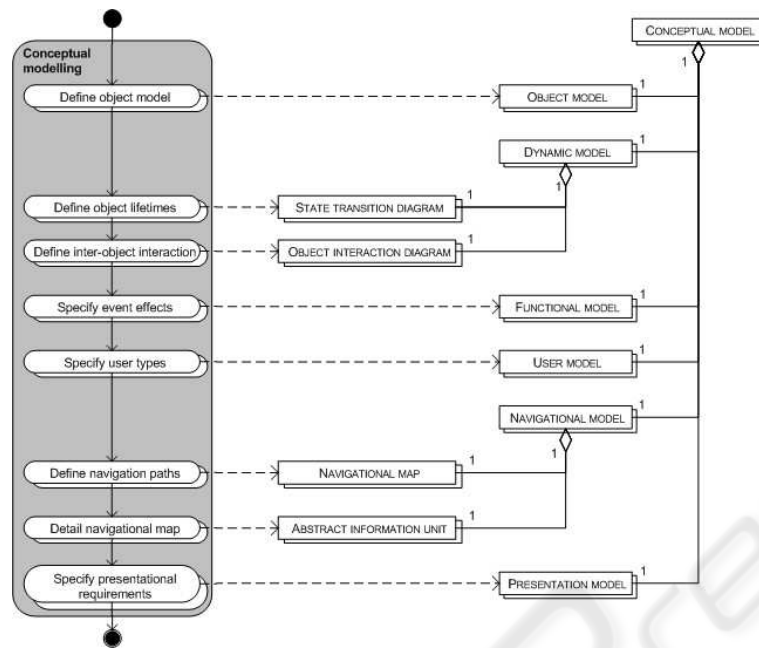 CONCEPTUAL MODEL
1
Conceptual
modelling
Define object model
OBJECT MODEL
1
DYNAMIC MODEL
1
1
Define object lifetimes
STATE TRANSITION DIAGRAM
1
Define inter-object interaction
OBJECT INTERACTION DIAGRAM
1
Specify event effects
FUNCTIONAL MODEL
1
Specify user types
USER MODEL
1
NAVIGATIONAL MODEL
1
1
Define navigation paths
NAVIGATIONAL MAP
1
Detail navigational map
ABSTRACT INFORMATION UNIT
1
Specify presentational
requirements
PRESENTATION MODEL
1